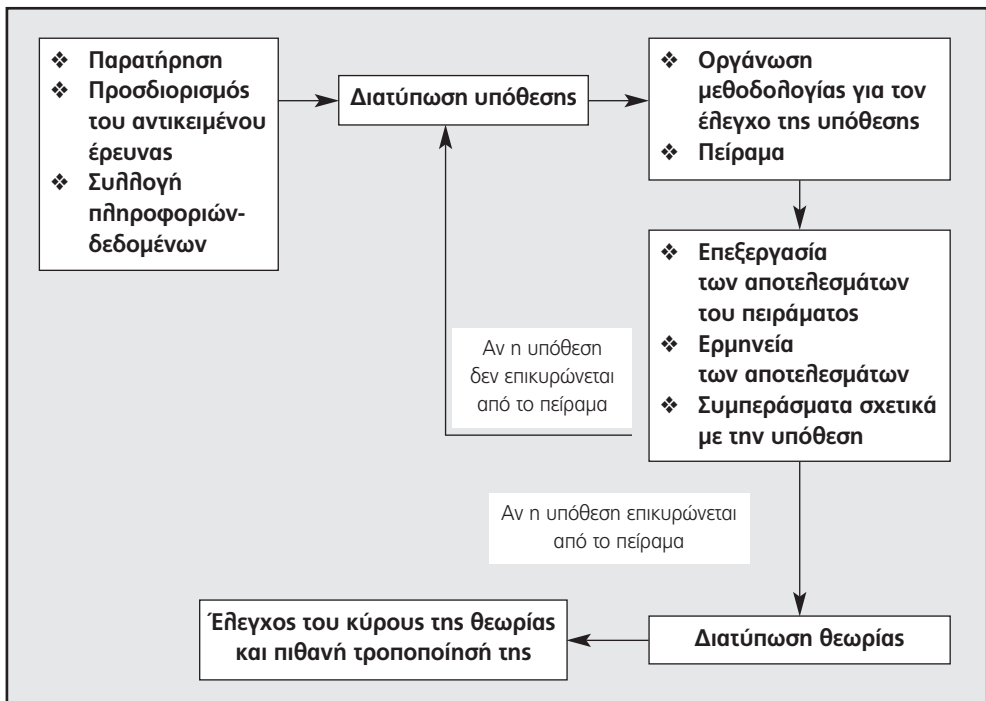 ❖ Παρατήρηση
❖ Προσδιορισμός
του αντικειμένου
έρευνας
❖ Συλλογή
πληροφοριών-
δεδομένων
Διατύπωση υπόθεσης
❖ Οργάνωση
μεθοδολογίας για τον
έλεγχο της υπόθεσης
❖ Πείραμα
❖ Επεξεργασία
των αποτελεσμάτων
του πειράματος
❖ Ερμηνεία
των αποτελεσμάτων
❖ Συμπεράσματα σχετικά
με την υπόθεση
Αν η υπόθεση
δεν επικυρώνεται
από το πείραμα
Αν η υπόθεση επικυρώνεται
από το πείραμα
Διατύπωση θεωρίας
Έλεγχος του κύρους της θεωρίας
και πιθανή τροποποίησή της